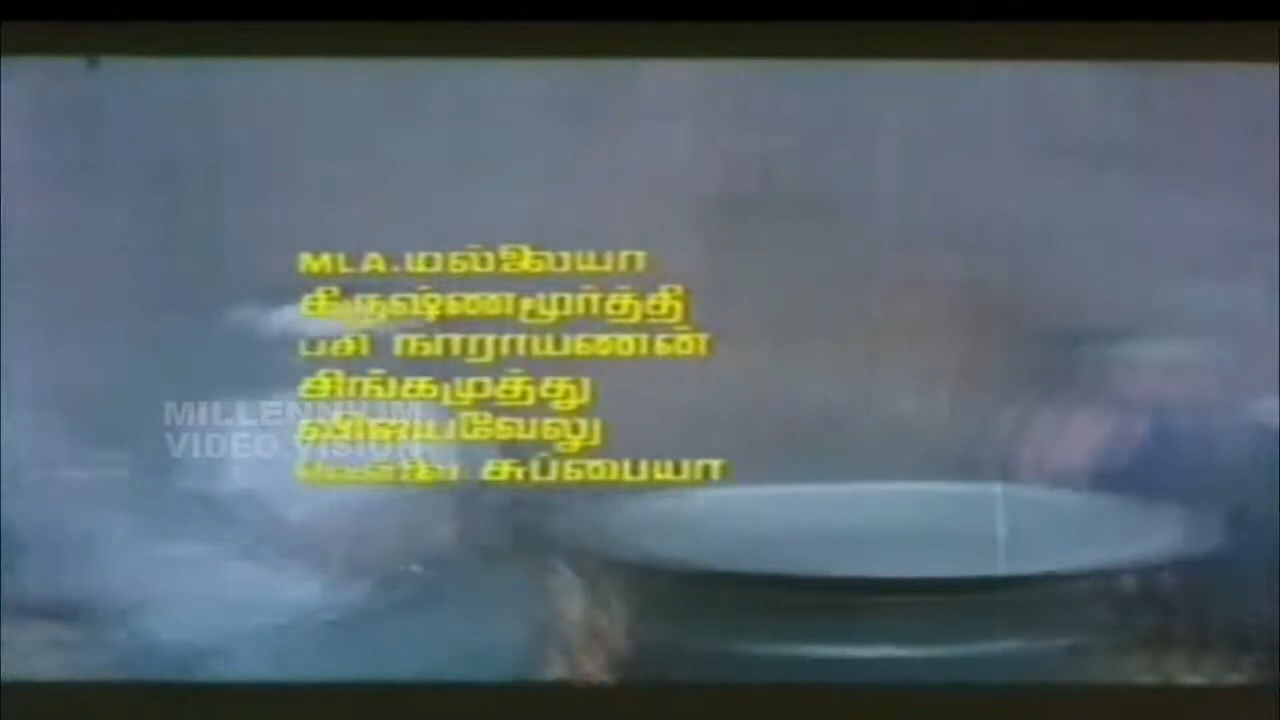 MLA.மல்லையா
கிருஷ்ணமூர்த்தி
பசி நாராயணன்
சிங்கமுத்து
விஜயவேலு
சுப்பையா
MILLENNIUM
VIDEO VISION